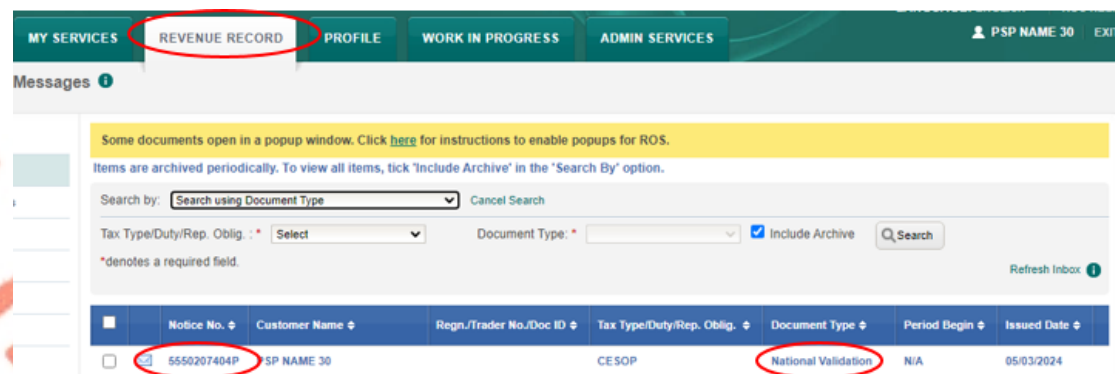 MY SERVICES REVENUE RECORD PROFILE WORK IN PROGRESS ADMIN SERVICES PSP NAME 30 EXI
Messages
Some documents open in a popup window. Click here for instructions to enable popups for ROS.
Items are archived periodically. To view all items, tick 'Include Archive' in the 'Search By' option.
Search by: Search using Document Type Cancel Search
Tax Type/Duty/Rep. Oblig. : * Select Document Type: * Include Archive Search
*denotes a required field.
Refresh Inbox
Notice No. Customer Name Regn./Trader No./Doc ID Tax Type/Duty/Rep. Oblig. Document Type Period Begin Issued Date
5550207404P PSP NAME 30 CESOP National Validation N/A 05/03/2024